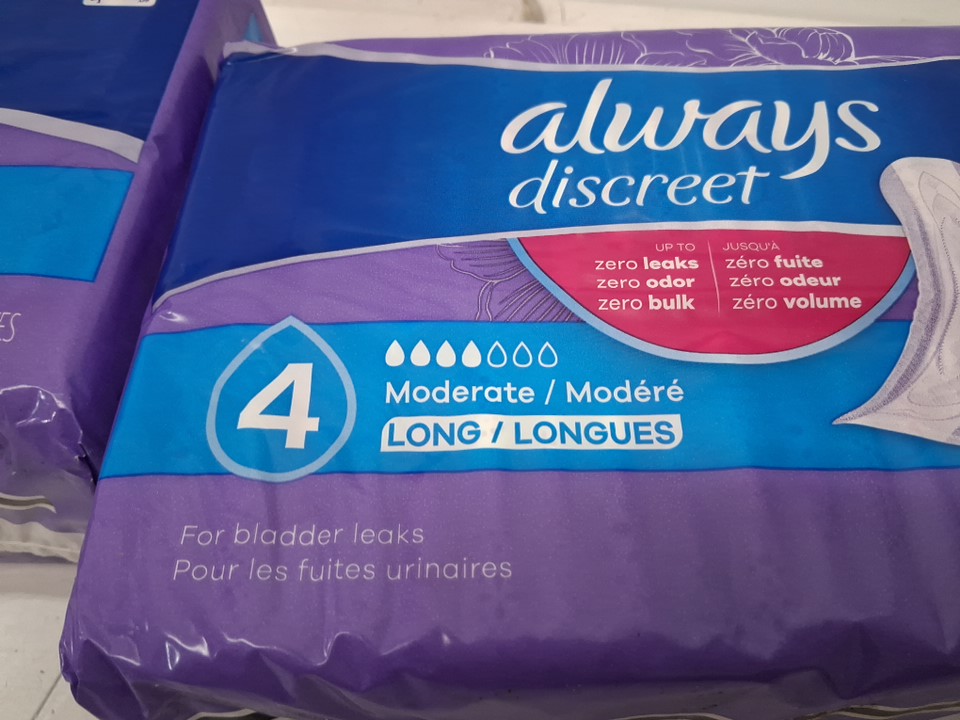 always
discreet
UP TO
zero leaks
zero odor
zero bulk
JUSQU'À
zéro fuite
zéro odeur
zéro volume
4
Moderate / Modéré
LONG / LONGUES
For bladder leaks
Pour les fuites urinaires